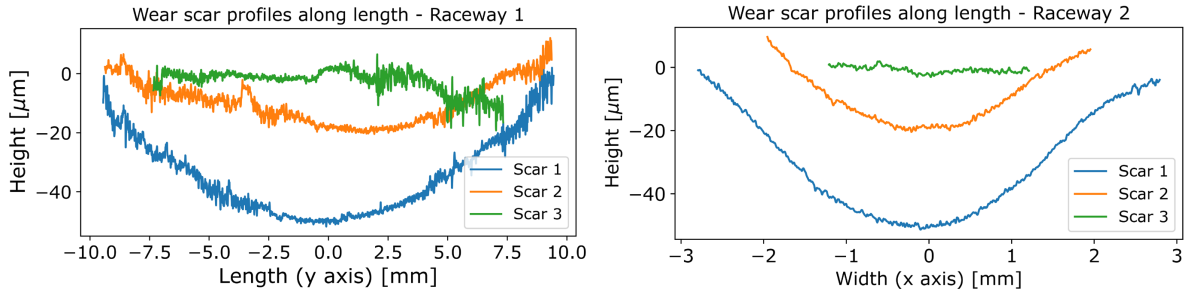 Wear scar profiles along length - Raceway 1
Height [μm]
0
−20
−40
Scar 1
Scar 2
Scar 3
−10.0 −7.5 −5.0 −2.5 0.0 2.5 5.0 7.5 10.0
Length (y axis) [mm]
Wear scar profiles along length - Raceway 2
Height [μm]
0
−20
−40
Scar 1
Scar 2
Scar 3
−3 −2 −1 0 1 2 3
Width (x axis) [mm]